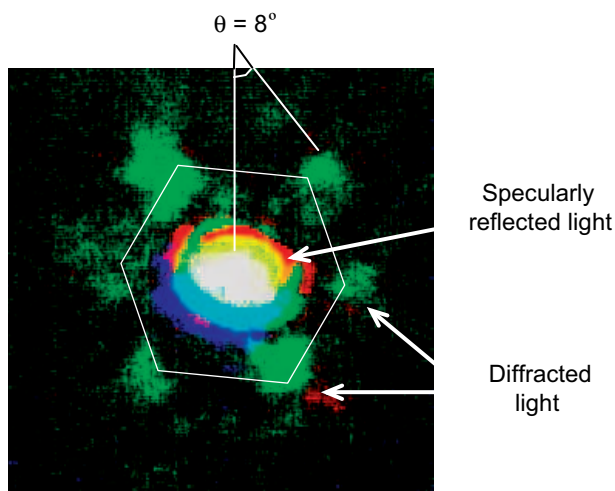 θ = 8°
Specularly
reflected light
Diffracted
light